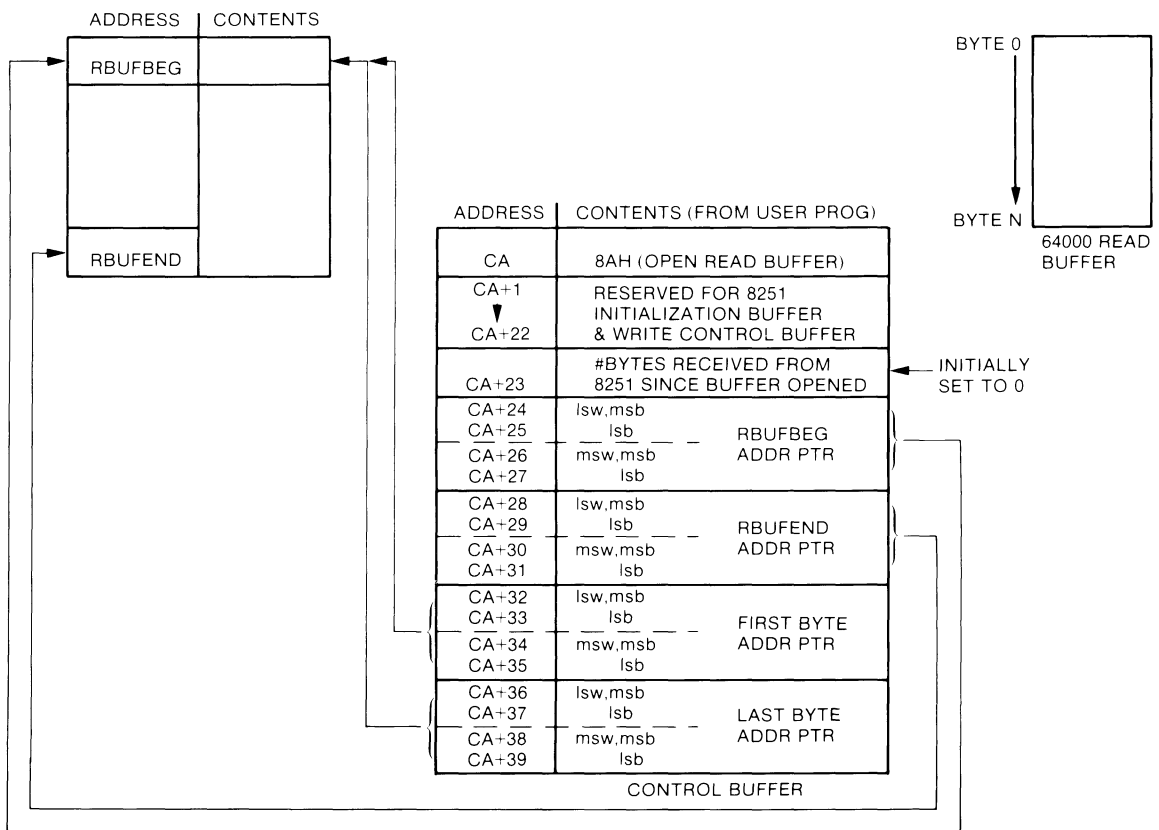 ADDRESS CONTENTS
RBUFBEG
RBUFEND
BYTE 0
BYTE N
64000 READ
BUFFER
ADDRESS CONTENTS (FROM USER PROG)
CA 8AH (OPEN READ BUFFER)
CA+1 RESERVED FOR 8251
INITIALIZATION BUFFER
CA+22 & WRITE CONTROL BUFFER
#BYTES RECEIVED FROM
CA+23 8251 SINCE BUFFER OPENED
INITIALLY
SET TO 0
CA+24 lsw,msb
CA+25 lsb RBUFBEG
CA+26 msw,msb ADDR PTR
CA+27 lsb
CA+28 lsw,msb
CA+29 lsb RBUFEND
CA+30 msw,msb ADDR PTR
CA+31 lsb
CA+32 lsw,msb
CA+33 lsb FIRST BYTE
CA+34 msw,msb ADDR PTR
CA+35 lsb
CA+36 lsw,msb
CA+37 lsb LAST BYTE
CA+38 msw,msb ADDR PTR
CA+39 lsb
CONTROL BUFFER